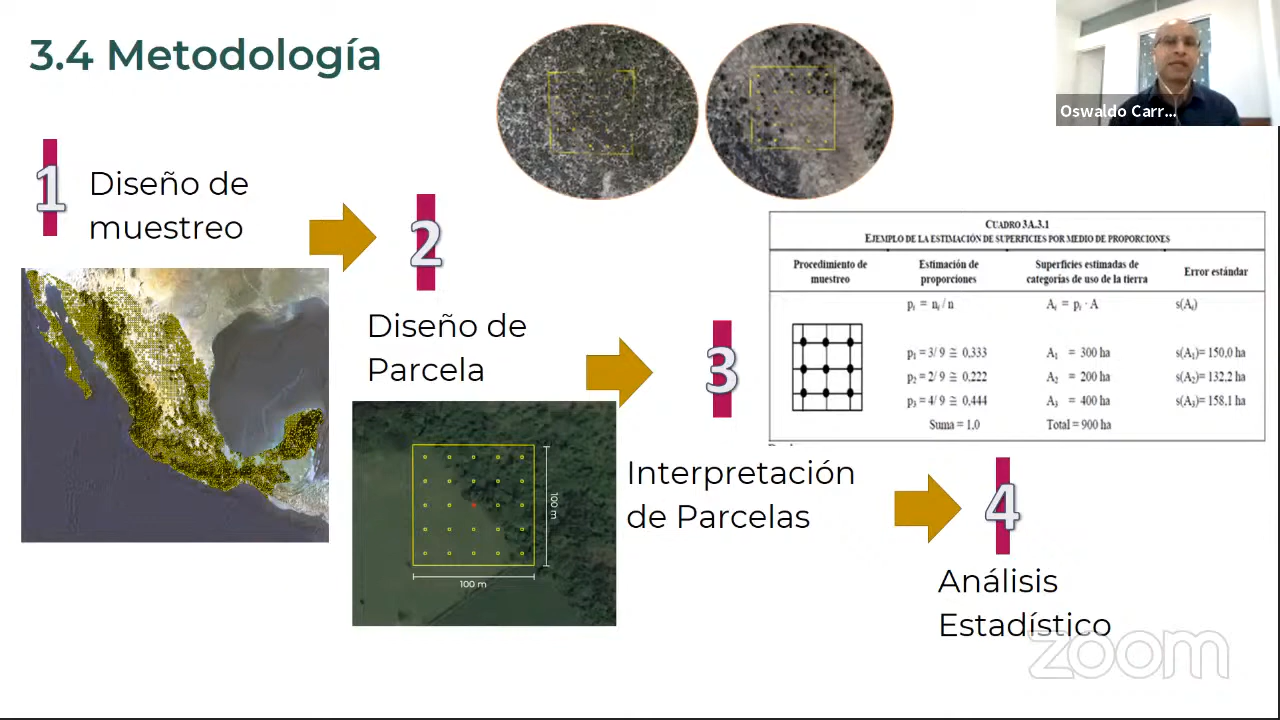 3.4 Metodología
Oswaldo Carr...
1
Diseño de
muestreo
2
Diseño de
Parcela
100 m
100 m
3
Interpretación
de Parcelas
CUADRO 3A.3.1
EJEMPLO DE LA ESTIMACIÓN DE SUPERFICIES POR MEDIO DE PROPORCIONES
Procedimiento de
muestreo
Estimación de
proporciones
Superficies estimadas de
categorías de uso de la tierra
Error estándar
pᵢ = nᵢ / n
Aᵢ = pᵢ · A
s(Aᵢ)
p₁ = 3/ 9 ≅ 0,333
A₁ = 300 ha
s(A₁)= 150,0 ha
p₂ = 2/ 9 ≅ 0,222
A₂ = 200 ha
s(A₂)= 132,2 ha
p₃ = 4/ 9 ≅ 0,444
A₃ = 400 ha
s(A₃)= 158,1 ha
Suma = 1,0
Total = 900 ha
4
Análisis
Estadístico
zoom